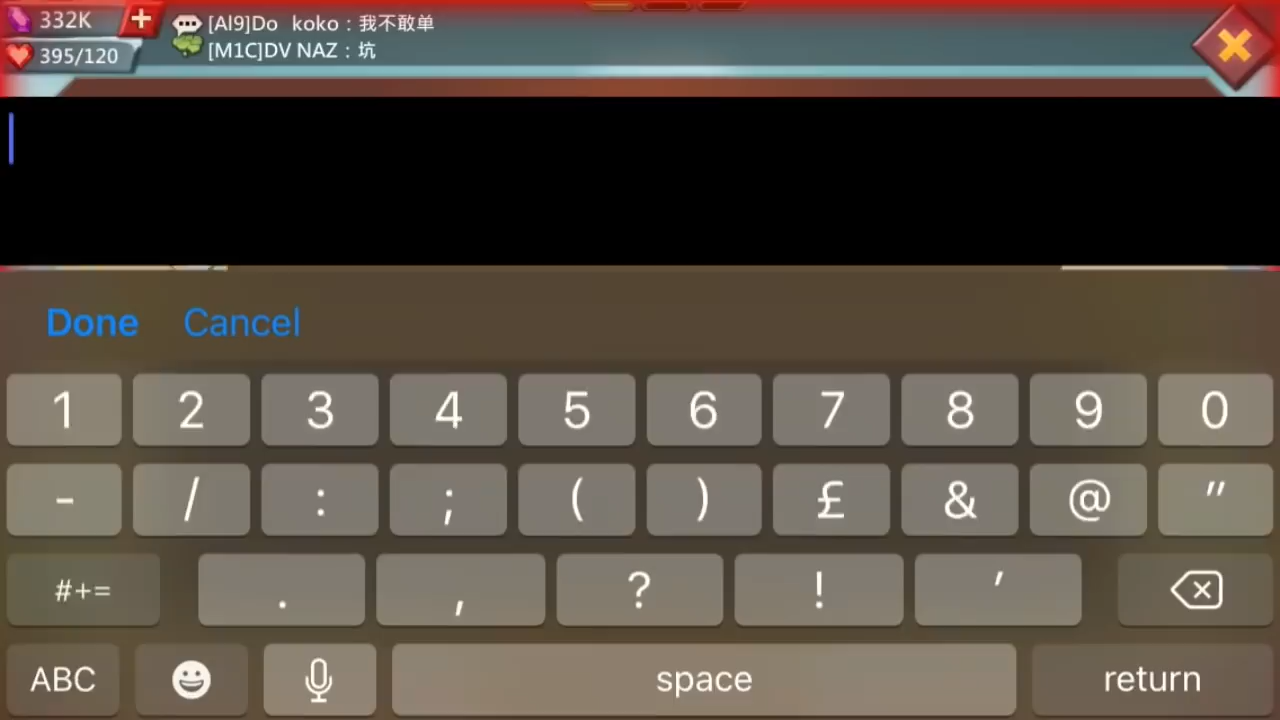 332K
[Al9]Do koko：我不敢单
395/120
[M1C]DV NAZ：坑
Done Cancel
1 2 3 4 5 6 7 8 9 0
- / : ; ( ) £ & @ "
#+= . , ? ! '
ABC space return